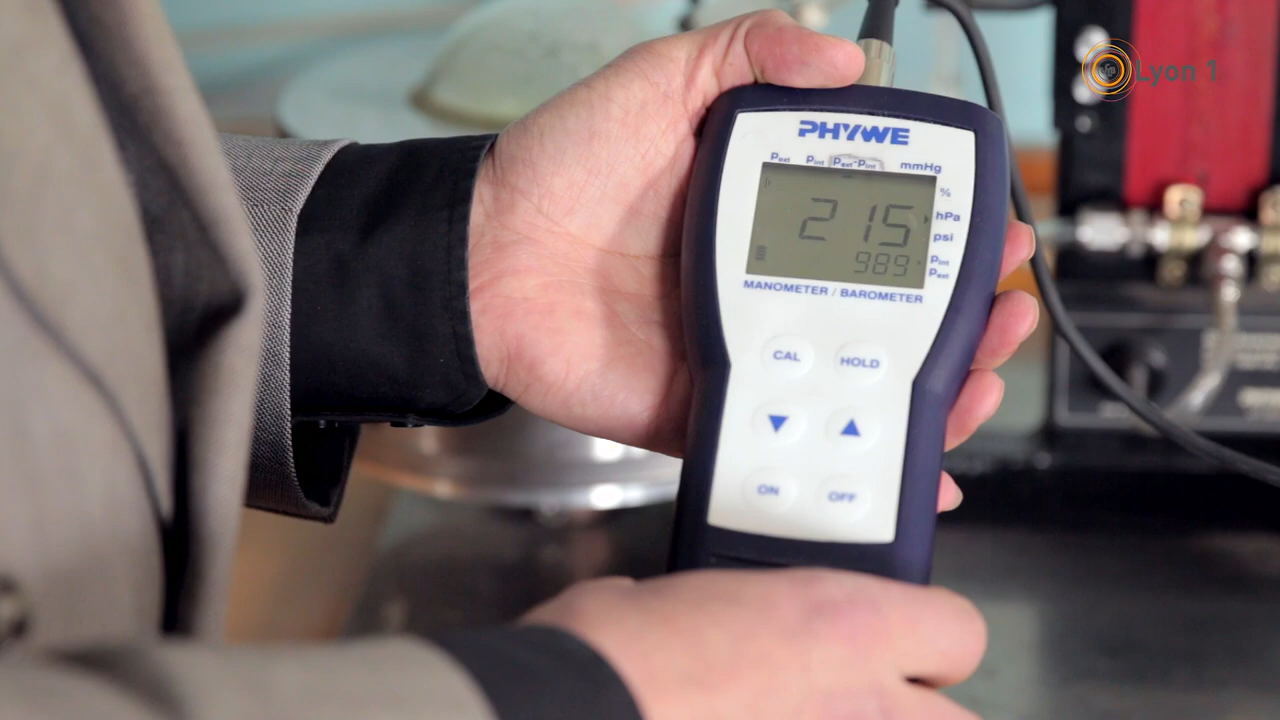 Lyon 1
PHYWE
Pext Pint Pext-Pint mmHg
%
hPa
psi
Pint
Pext
215
989
MANOMETER / BAROMETER
CAL HOLD
▼ ▲
ON OFF